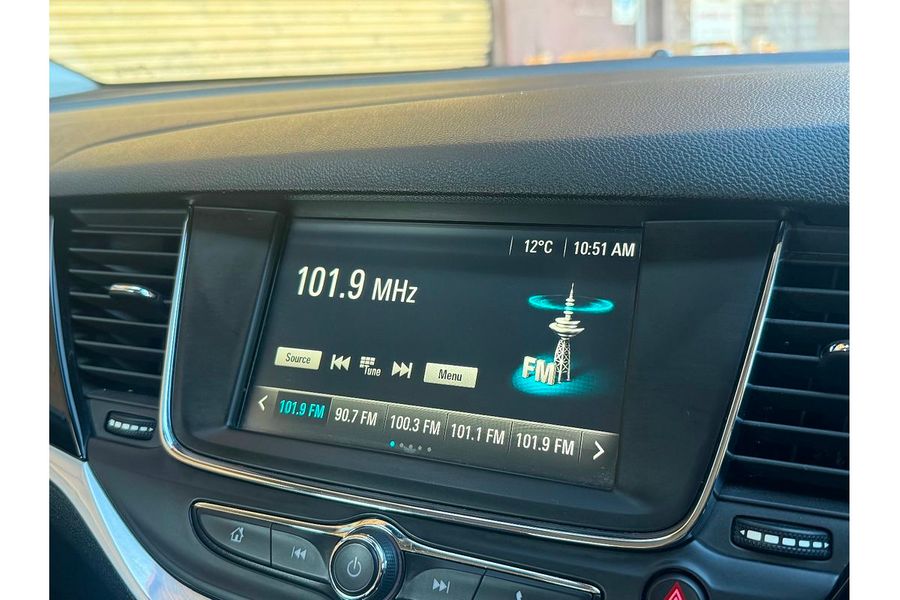 12°C 10:51 AM
101.9 MHz
FM
Source Tune Menu
101.9 FM 90.7 FM 100.3 FM 101.1 FM 101.9 FM